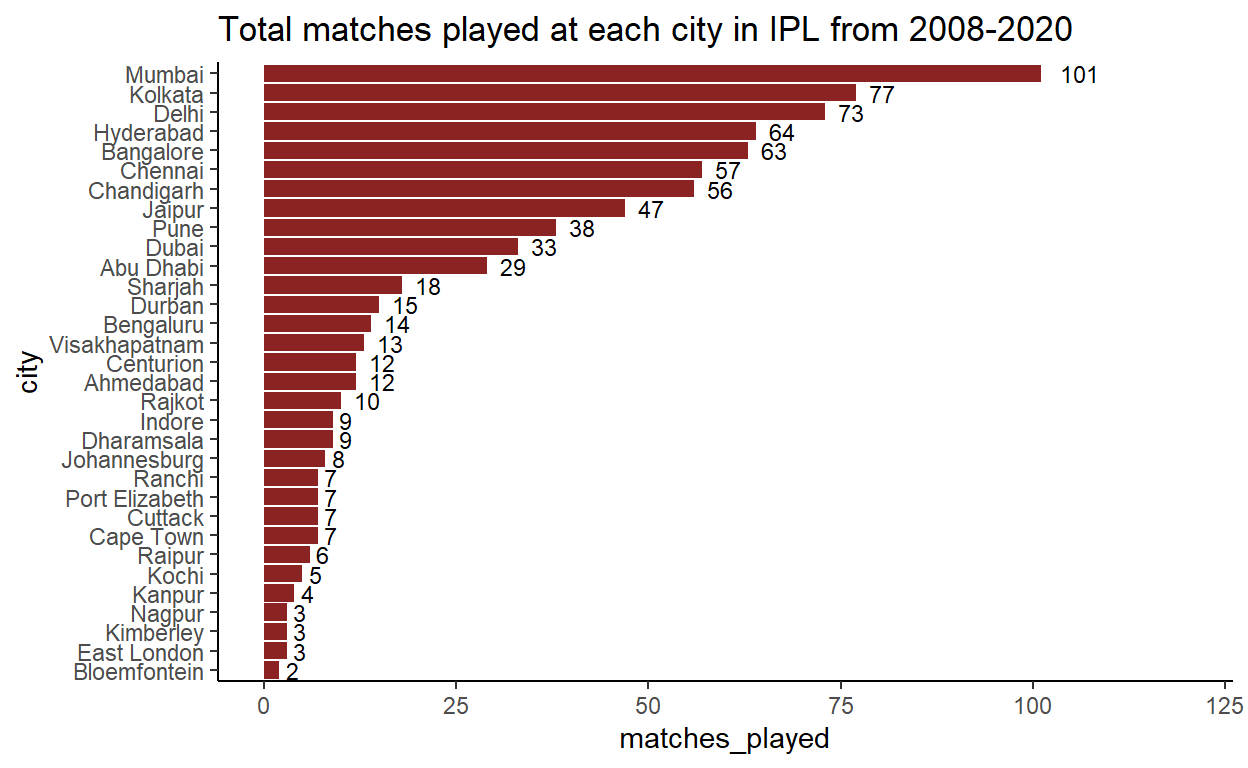 Total matches played at each city in IPL from 2008-2020
Mumbai 101
Kolkata 77
Delhi 73
Hyderabad 64
Bangalore 63
Chennai 57
Chandigarh 56
Jaipur 47
Pune 38
Dubai 33
Abu Dhabi 29
Sharjah 18
Durban 15
Bengaluru 14
Visakhapatnam 13
Centurion 12
Ahmedabad 12
Rajkot 10
Indore 9
Dharamsala 9
Johannesburg 8
Ranchi 7
Port Elizabeth 7
Cuttack 7
Cape Town 7
Raipur 6
Kochi 5
Kanpur 4
Nagpur 3
Kimberley 3
East London 3
Bloemfontein 2
city
0 25 50 75 100 125
matches_played